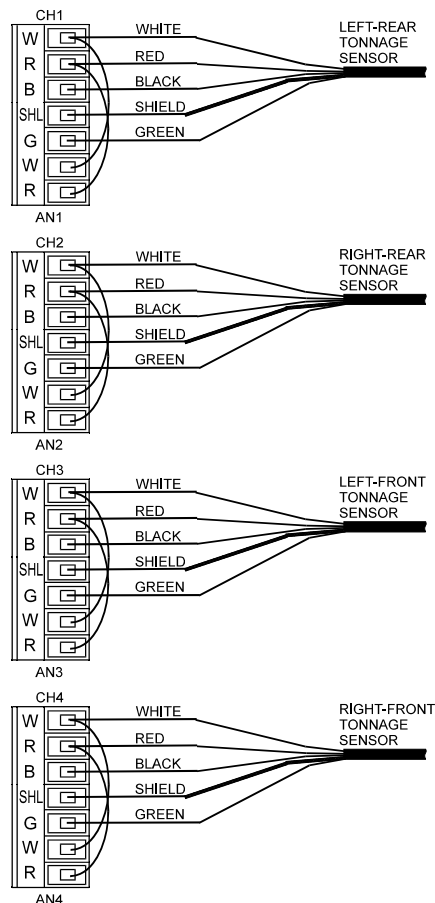 CH1
W WHITE
R RED
B BLACK
SHL SHIELD
G GREEN
W
R
AN1
LEFT-REAR
TONNAGE
SENSOR
CH2
W WHITE
R RED
B BLACK
SHL SHIELD
G GREEN
W
R
AN2
RIGHT-REAR
TONNAGE
SENSOR
CH3
W WHITE
R RED
B BLACK
SHL SHIELD
G GREEN
W
R
AN3
LEFT-FRONT
TONNAGE
SENSOR
CH4
W WHITE
R RED
B BLACK
SHL SHIELD
G GREEN
W
R
AN4
RIGHT-FRONT
TONNAGE
SENSOR